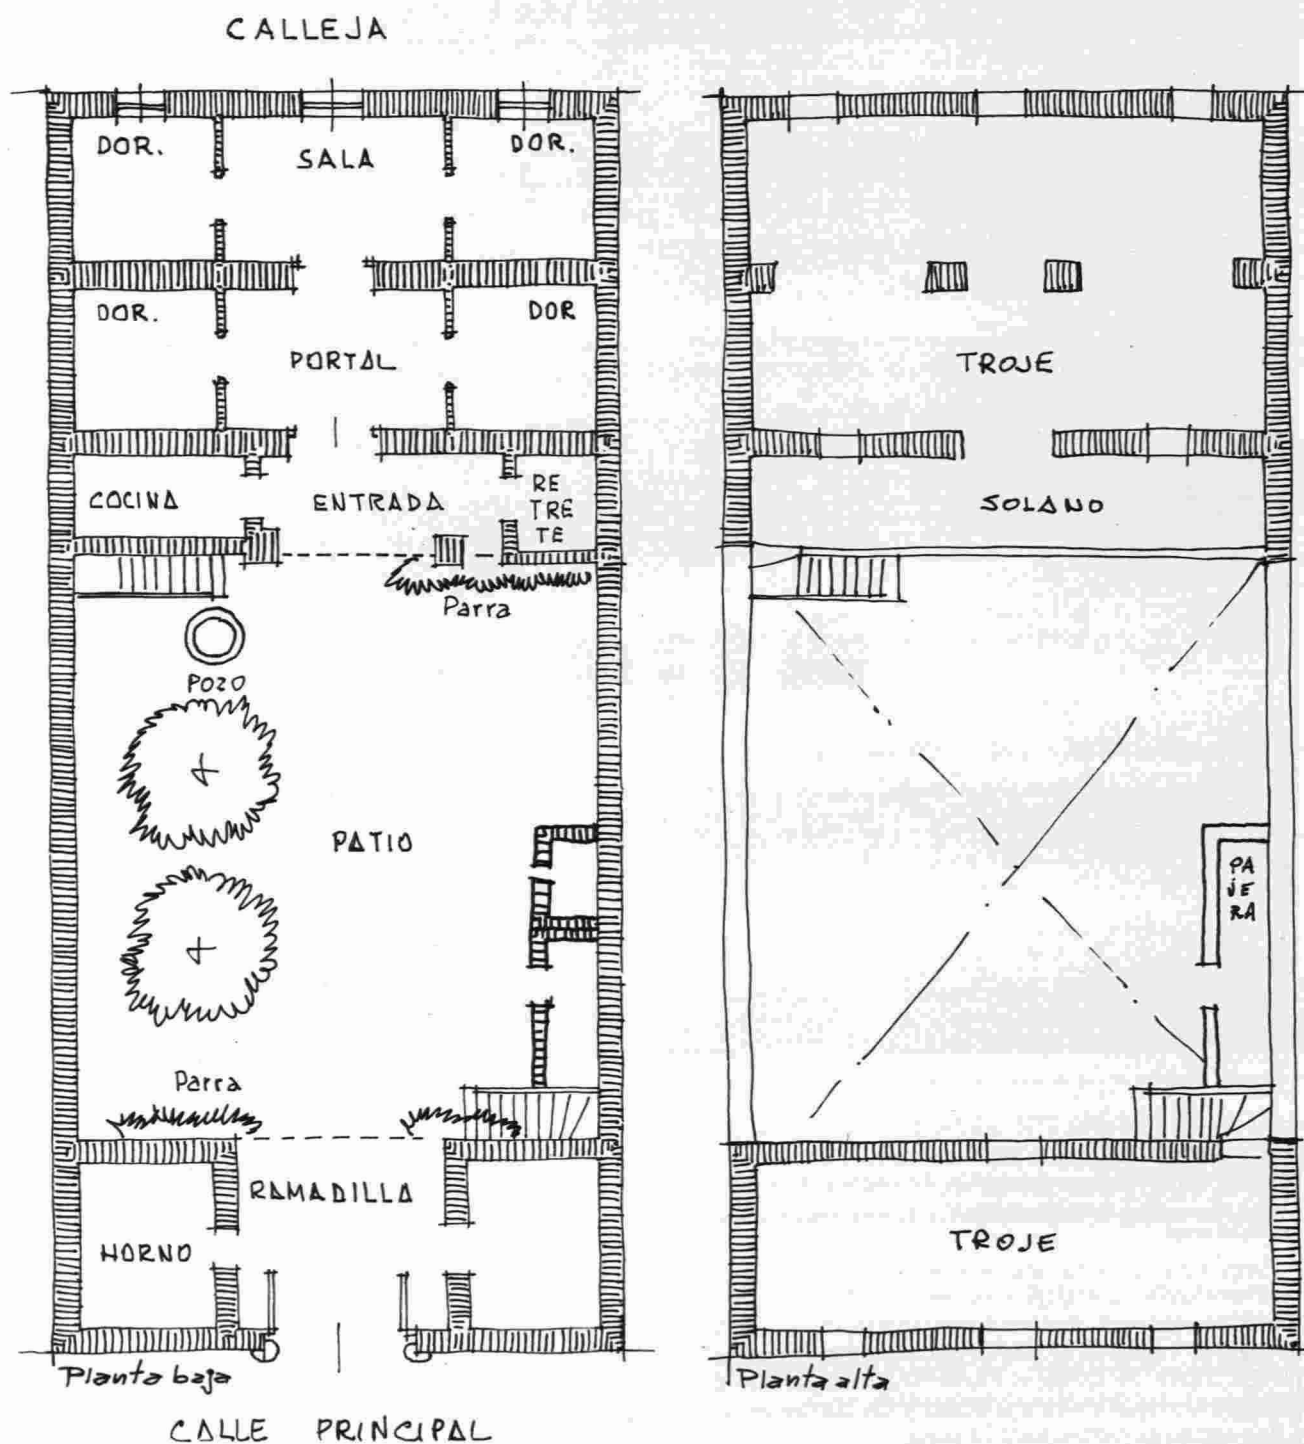 CALLEJA
DOR.
SALA
DOR.
DOR.
DOR
PORTAL
COCINA
ENTRADA
RE
TRE
TE
Parra
POZO
PATIO
Parra
RAMADILLA
HORNO
Planta baja
CALLE PRINCIPAL
TROJE
SOLANO
PA
JE
RA
TROJE
Planta alta